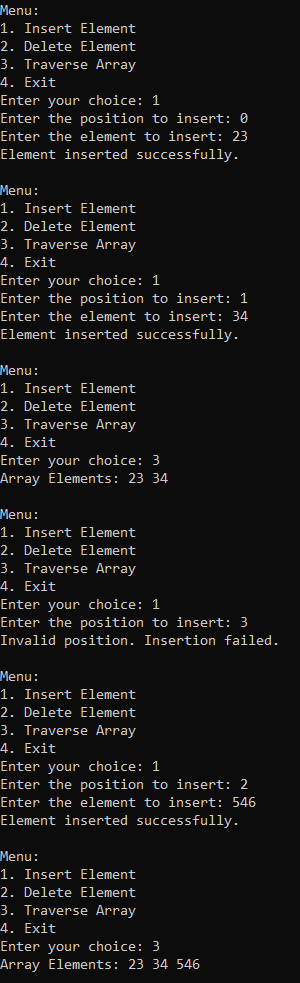 Menu:
1. Insert Element
2. Delete Element
3. Traverse Array
4. Exit
Enter your choice: 1
Enter the position to insert: 0
Enter the element to insert: 23
Element inserted successfully.
Menu:
1. Insert Element
2. Delete Element
3. Traverse Array
4. Exit
Enter your choice: 1
Enter the position to insert: 1
Enter the element to insert: 34
Element inserted successfully.
Menu:
1. Insert Element
2. Delete Element
3. Traverse Array
4. Exit
Enter your choice: 3
Array Elements: 23 34
Menu:
1. Insert Element
2. Delete Element
3. Traverse Array
4. Exit
Enter your choice: 1
Enter the position to insert: 3
Invalid position. Insertion failed.
Menu:
1. Insert Element
2. Delete Element
3. Traverse Array
4. Exit
Enter your choice: 1
Enter the position to insert: 2
Enter the element to insert: 546
Element inserted successfully.
Menu:
1. Insert Element
2. Delete Element
3. Traverse Array
4. Exit
Enter your choice: 3
Array Elements: 23 34 546